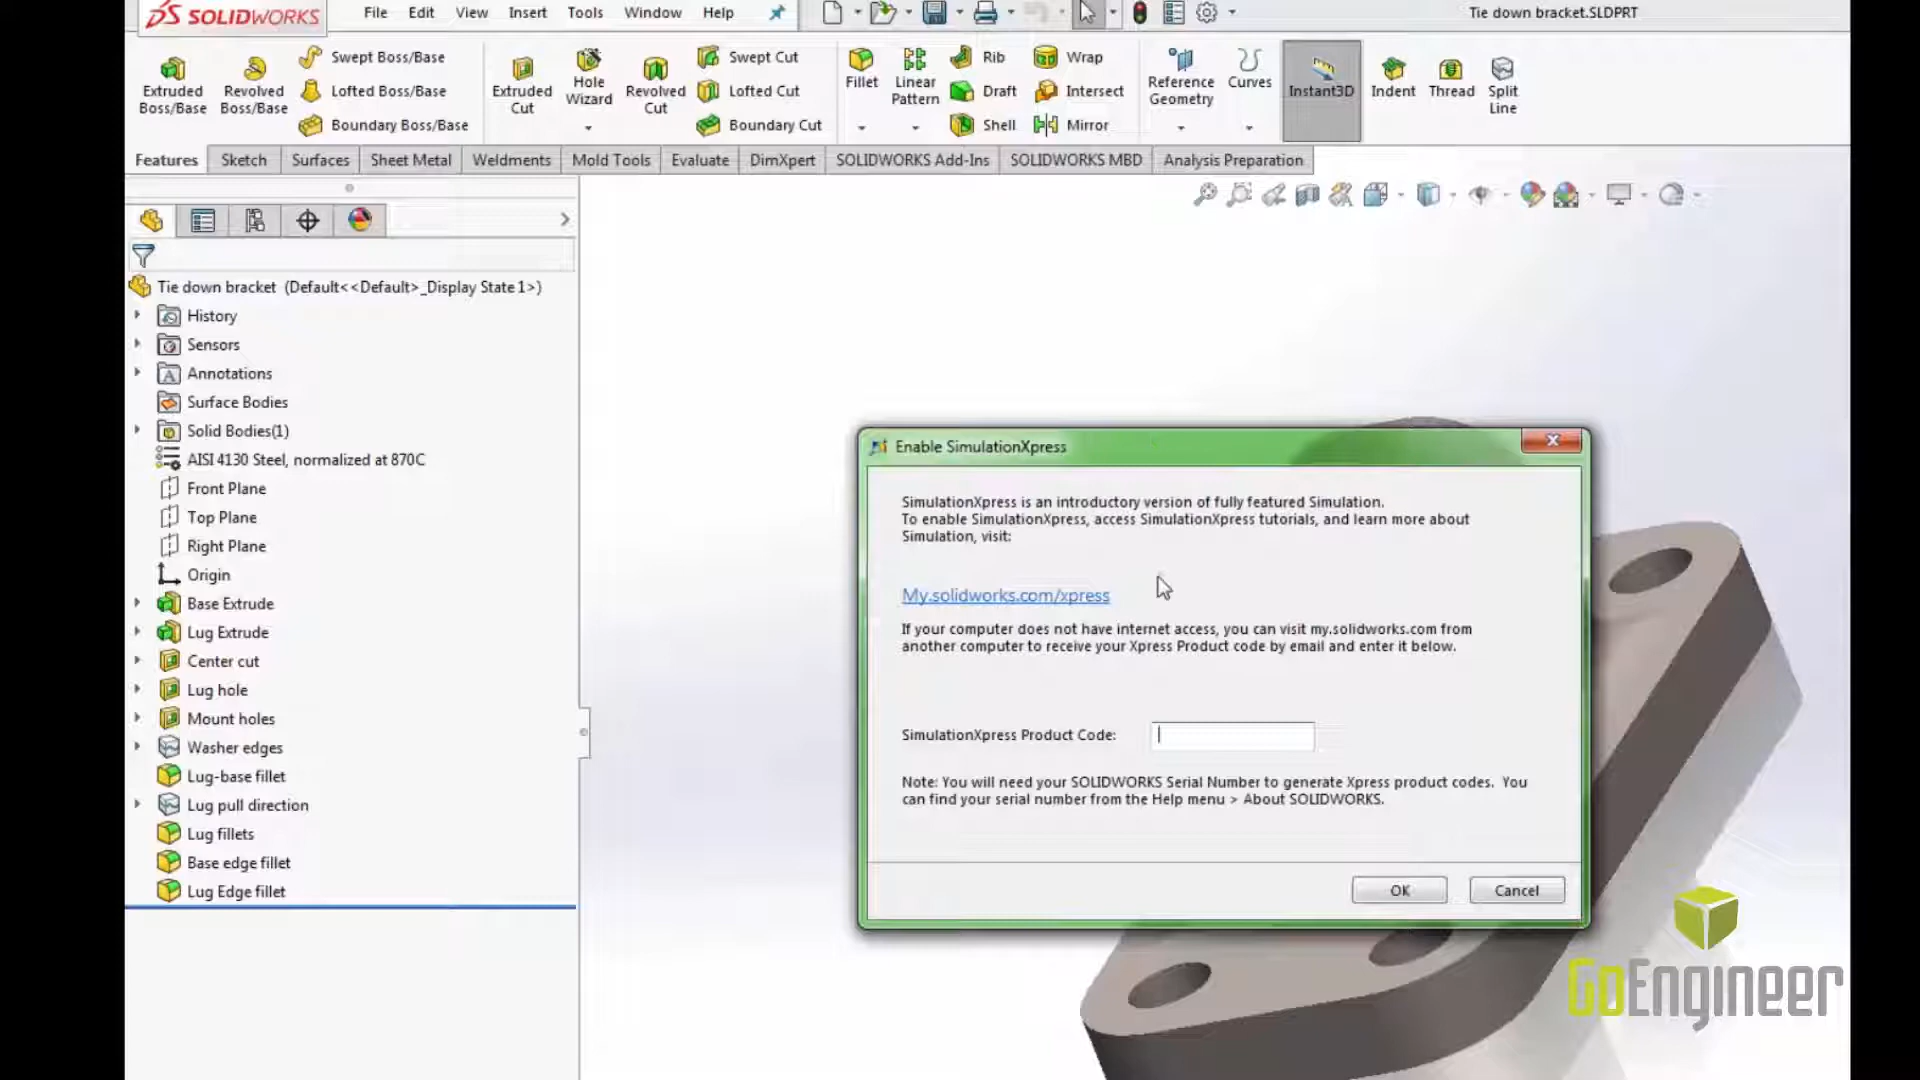 SOLIDWORKS
File Edit View Insert Tools Window Help
Tie down bracket.SLDPRT
Extruded Boss/Base
Revolved Boss/Base
Swept Boss/Base
Lofted Boss/Base
Boundary Boss/Base
Extruded Cut
Hole Wizard
Revolved Cut
Swept Cut
Lofted Cut
Boundary Cut
Fillet
Linear Pattern
Rib
Draft
Shell
Wrap
Intersect
Mirror
Reference Geometry
Curves
Instant3D
Indent
Thread
Split Line
Features Sketch Surfaces Sheet Metal Weldments Mold Tools Evaluate DimXpert SOLIDWORKS Add-Ins SOLIDWORKS MBD Analysis Preparation
Tie down bracket (Default<<Default>_Display State 1>)
History
Sensors
Annotations
Surface Bodies
Solid Bodies(1)
AISI 4130 Steel, normalized at 870C
Front Plane
Top Plane
Right Plane
Origin
Base Extrude
Lug Extrude
Center cut
Lug hole
Mount holes
Washer edges
Lug-base fillet
Lug pull direction
Lug fillets
Base edge fillet
Lug Edge fillet
Enable SimulationXpress
SimulationXpress is an introductory version of fully featured Simulation.
To enable SimulationXpress, access SimulationXpress tutorials, and learn more about
Simulation, visit:
My.solidworks.com/xpress
If your computer does not have internet access, you can visit my.solidworks.com from
another computer to receive your Xpress Product code by email and enter it below.
SimulationXpress Product Code:
Note: You will need your SOLIDWORKS Serial Number to generate Xpress product codes. You
can find your serial number from the Help menu > About SOLIDWORKS.
OK Cancel
GoEngineer